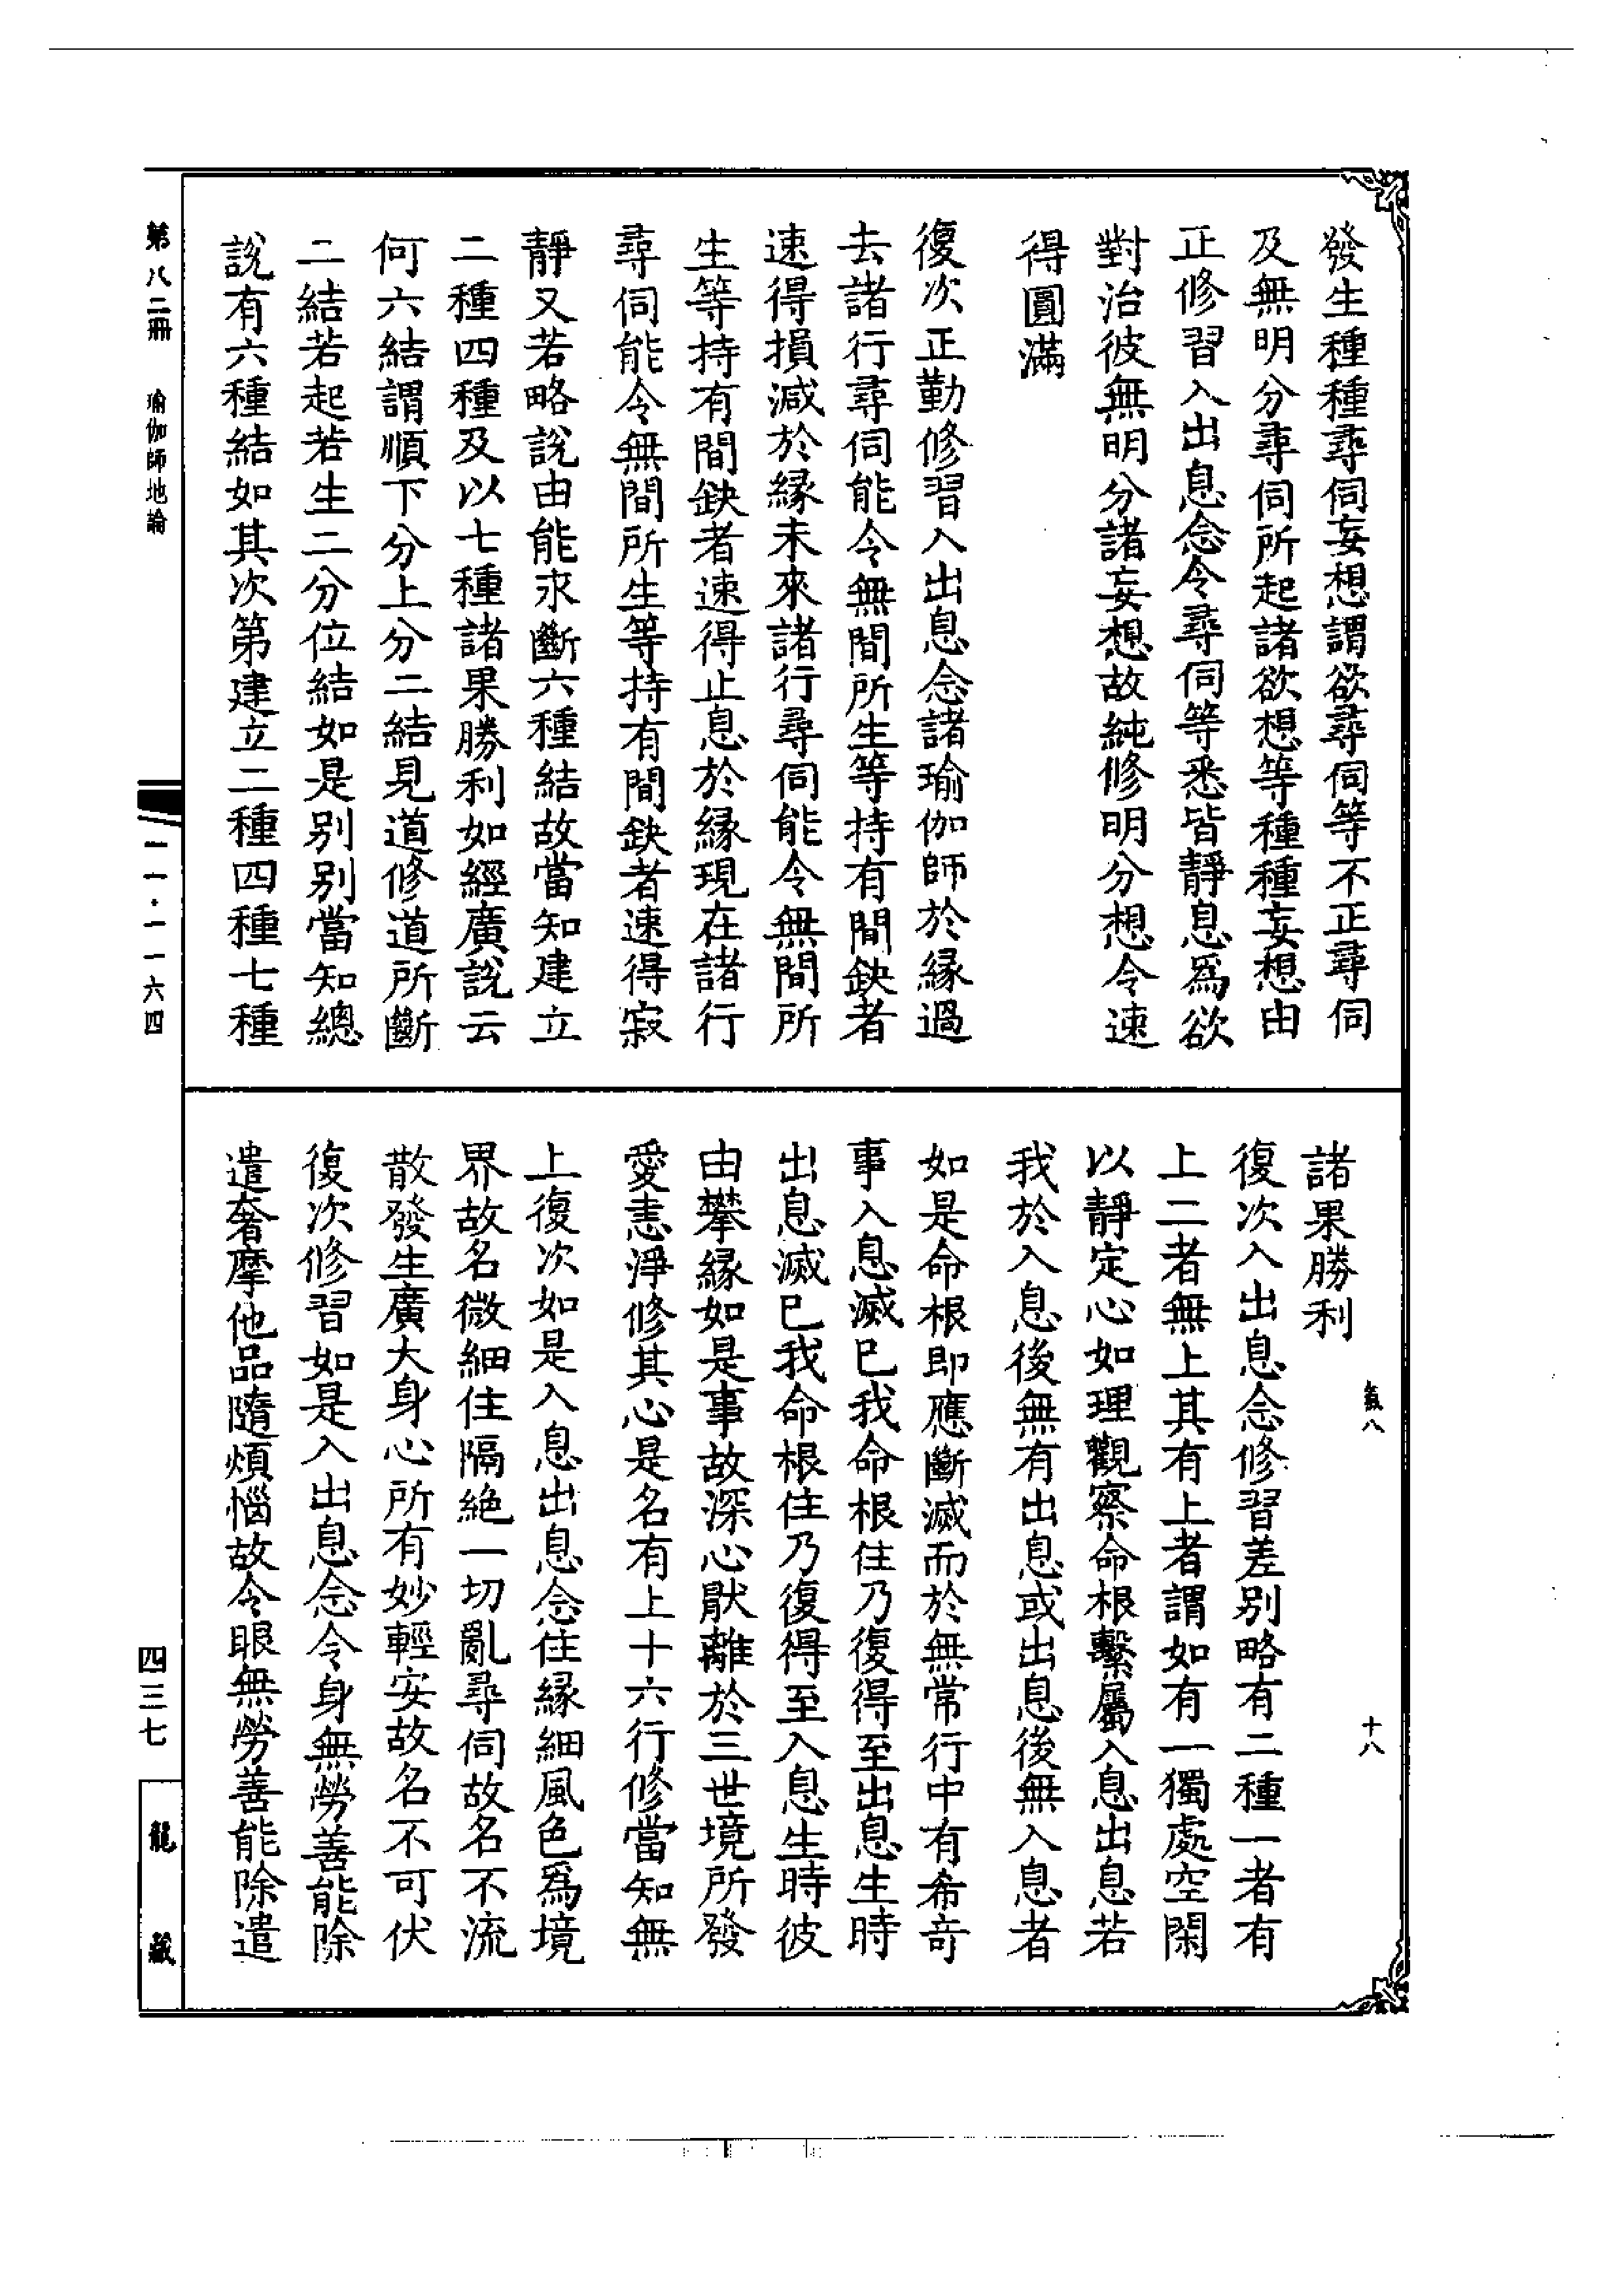 發生種種尋伺妄想謂欲尋伺等不正尋伺
及無明分尋伺所起諸欲想等種種妄想由
正修習入出息念令尋伺等悉皆靜息爲欲
對治彼無明分諸妄想故純修明分想令速
得圓滿
復次正勤修習入出息念諸瑜伽師於緣過
去諸行尋伺能令無間所生等持有間缺者
速得損減於緣未來諸行尋伺能令無間所
生等持有間缺者速得止息於緣現在諸行
尋伺能令無間所生等持有間缺者速得寂
靜又若略說由能永斷六種結故當知建立
二種四種及以七種諸果勝利如經廣說云
何六結謂順下分上分二結見道修道所斷
二結若起若生二分位結如是別別當知總
說有六種結如其次第建立二種四種七種
諸果勝利
復次入出息念修習差別略有二種一者有
上二者無上其有上者謂如有一獨處空閑
以靜定心如理觀察命根繫屬入息出息若
我於入息後無有出息或出息後無入息者
如是命根即應斷滅而於無常行中有希奇
事入息滅已我命根住乃復得至出息生時
出息滅已我命根住乃復得至入息生時彼
由攀緣如是事故深心猒離於三世境所發
愛恚淨修其心是名有上十六行修當知無
上復次如是入息出息念住緣細風色爲境
界故名微細住隔絕一切亂尋伺故名不流
散發生廣大身心所有妙輕安故名不可伏
復次修習如是入出息念令身無勞善能除
遣奢摩他品隨煩惱故令眼無勞善能除遣
第八二冊 瑜伽師地論
一一·一一六四
四三七
龍藏
氣八
十八